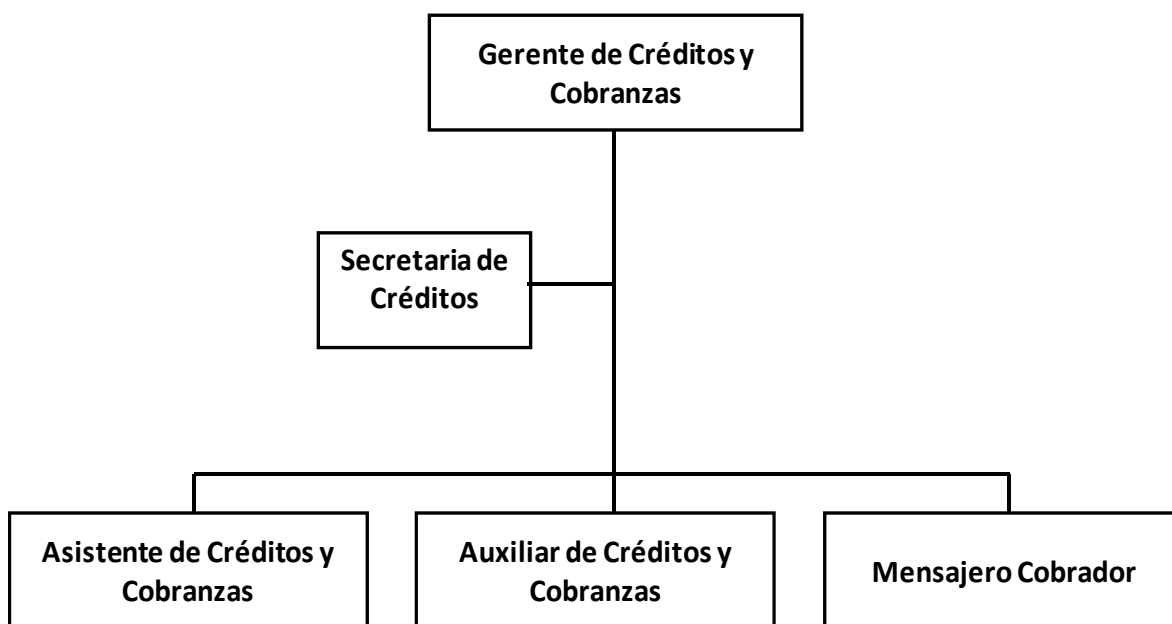 Gerente de Créditos y
Cobranzas
Secretaria de
Créditos
Asistente de Créditos y
Cobranzas
Auxiliar de Créditos y
Cobranzas
Mensajero Cobrador